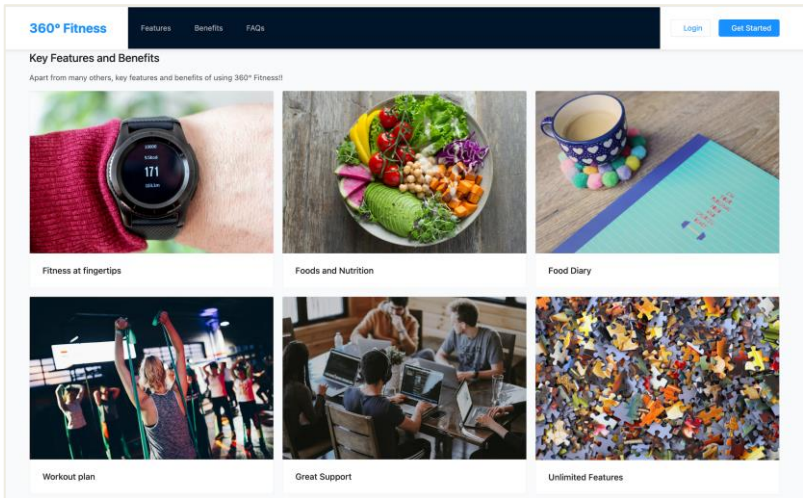 360° Fitness
Features Benefits FAQs
Login Get Started
Key Features and Benefits
Apart from many others, key features and benefits of using 360° Fitness!!
171
Fitness at fingertips
Foods and Nutrition
Food Diary
Workout plan
Great Support
Unlimited Features